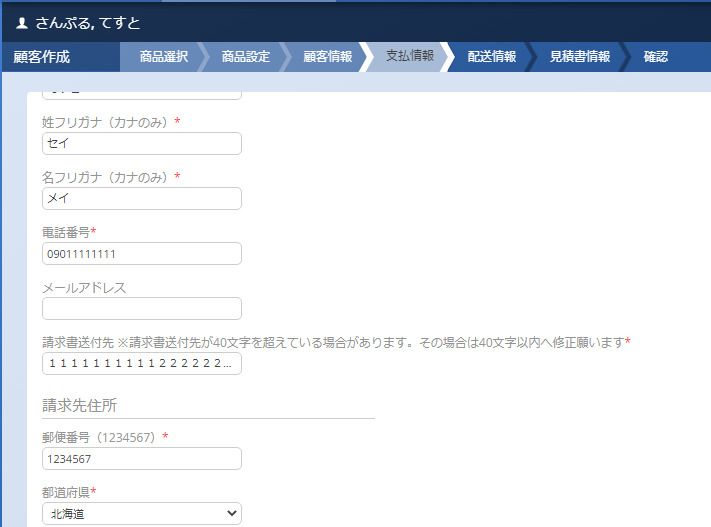 さんぷる, てすと
顧客作成
商品選択
商品設定
顧客情報
支払情報
配送情報
見積書情報
確認
姓フリガナ（カナのみ）*
セイ
名フリガナ（カナのみ）*
メイ
電話番号*
09011111111
メールアドレス
請求書送付先 ※請求書送付先が40文字を超えている場合があります。その場合は40文字以内へ修正願います*
１１１１１１１１１１２２２２２２...
請求先住所
郵便番号（1234567）*
1234567
都道府県*
北海道